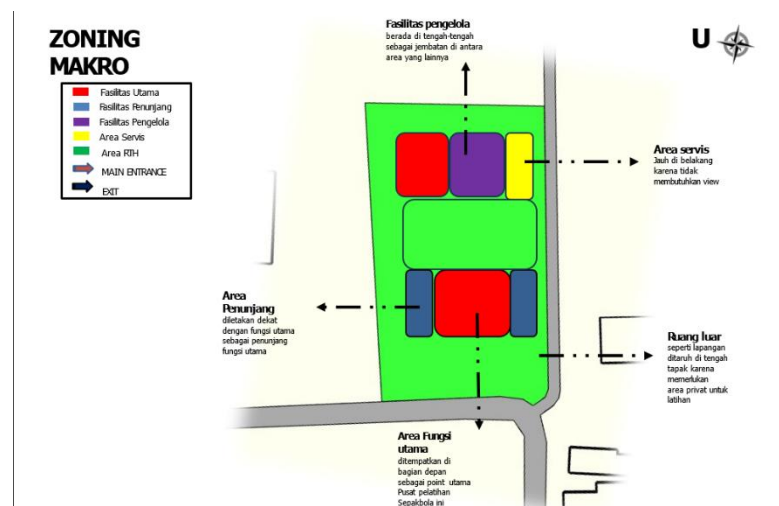 ZONING
MAKRO
Fasilitas Utama
Fasilitas Penunjang
Fasilitas Pengelola
Area Servis
Area RTH
MAIN ENTRANCE
EXIT
Fasilitas pengelola
berada di tengah-tengah
sebagai jembatan di antara
area yang lainnya
U
Area servis
Jauh di belakang
karena tidak
membutuhkan view
Area
Penunjang
diletakan dekat
dengan fungsi utama
sebagai penunjang
fungsi utama
Ruang luar
seperti lapangan
ditaruh di tengah
tapak karena
memerlukan
area privat untuk
latihan
Area Fungsi
utama
ditempatkan di
bagian depan
sebagai point utama
Pusat pelatihan
Sepakbola ini